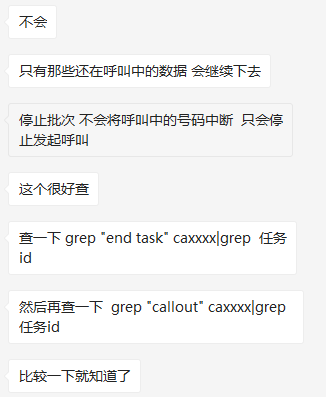 不会
只有那些还在呼叫中的数据 会继续下去
停止批次 不会将呼叫中的号码中断  只会停
止发起呼叫
这个很好查
查一下 grep "end task" caxxxx|grep  任务
id
然后再查一下  grep "callout" caxxxx|grep
任务id
比较一下就知道了